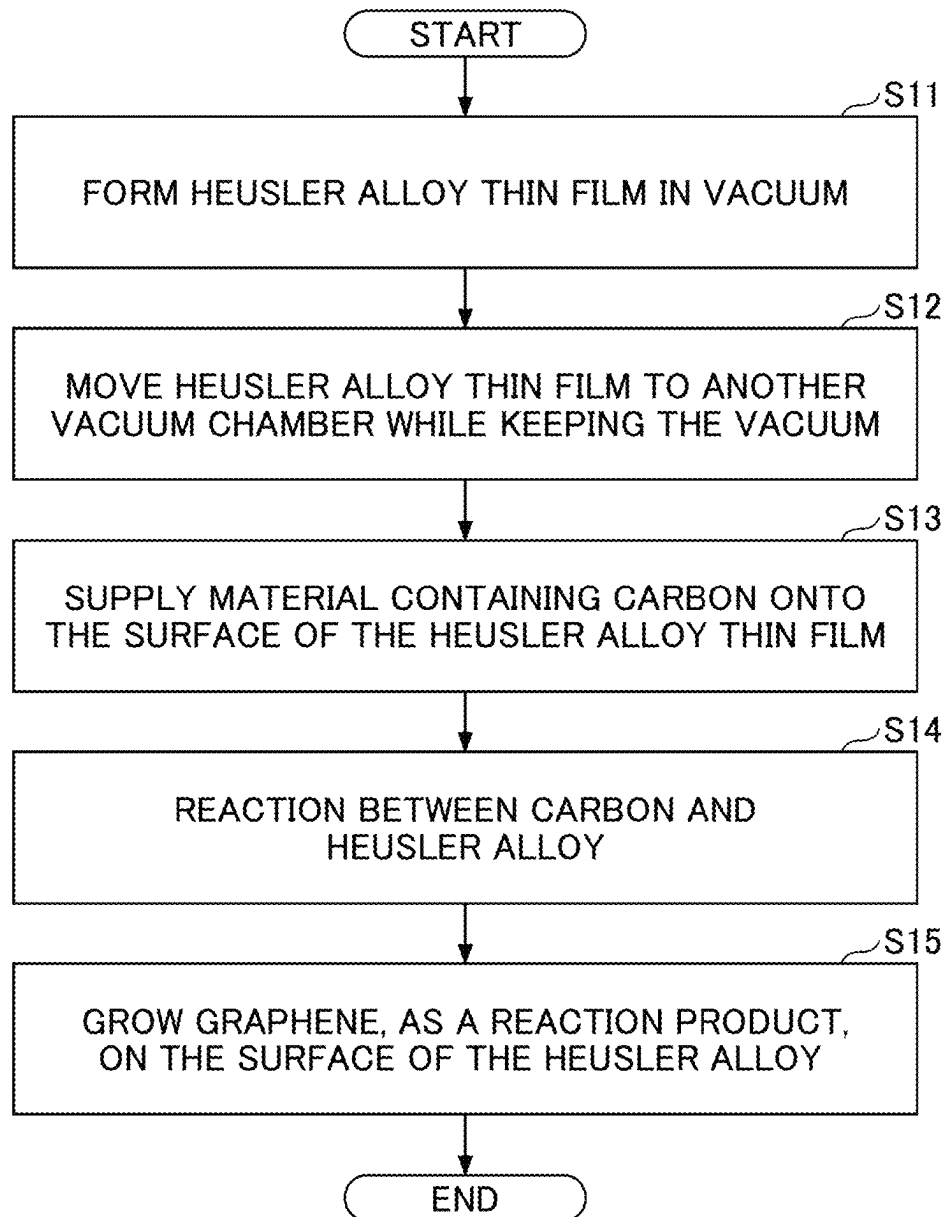 START
S11
FORM HEUSLER ALLOY THIN FILM IN VACUUM
S12
MOVE HEUSLER ALLOY THIN FILM TO ANOTHER
VACUUM CHAMBER WHILE KEEPING THE VACUUM
S13
SUPPLY MATERIAL CONTAINING CARBON ONTO
THE SURFACE OF THE HEUSLER ALLOY THIN FILM
S14
REACTION BETWEEN CARBON AND
HEUSLER ALLOY
S15
GROW GRAPHENE, AS A REACTION PRODUCT,
ON THE SURFACE OF THE HEUSLER ALLOY
END